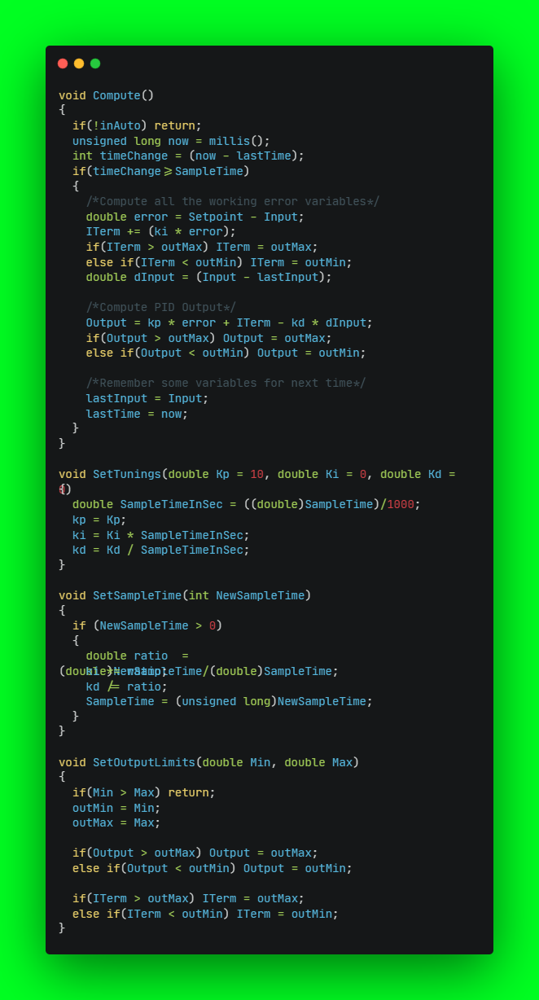 void Compute()
{
  if(!inAuto) return;
  unsigned long now = millis();
  int timeChange = (now - lastTime);
  if(timeChange>=SampleTime)
  {
    /*Compute all the working error variables*/
    double error = Setpoint - Input;
    ITerm += (ki * error);
    if(ITerm > outMax) ITerm = outMax;
    else if(ITerm < outMin) ITerm = outMin;
    double dInput = (Input - lastInput);

    /*Compute PID Output*/
    Output = kp * error + ITerm - kd * dInput;
    if(Output > outMax) Output = outMax;
    else if(Output < outMin) Output = outMin;

    /*Remember some variables for next time*/
    lastInput = Input;
    lastTime = now;
  }
}

void SetTunings(double Kp = 10, double Ki = 0, double Kd =
0)
{
  double SampleTimeInSec = ((double)SampleTime)/1000;
  kp = Kp;
  ki = Ki * SampleTimeInSec;
  kd = Kd / SampleTimeInSec;
}

void SetSampleTime(int NewSampleTime)
{
  if (NewSampleTime > 0)
  {
    double ratio  =
(double)NewSampleTime/(double)SampleTime;
    ki *= ratio;
    kd /= ratio;
    SampleTime = (unsigned long)NewSampleTime;
  }
}

void SetOutputLimits(double Min, double Max)
{
  if(Min > Max) return;
  outMin = Min;
  outMax = Max;

  if(Output > outMax) Output = outMax;
  else if(Output < outMin) Output = outMin;

  if(ITerm > outMax) ITerm = outMax;
  else if(ITerm < outMin) ITerm = outMin;
}